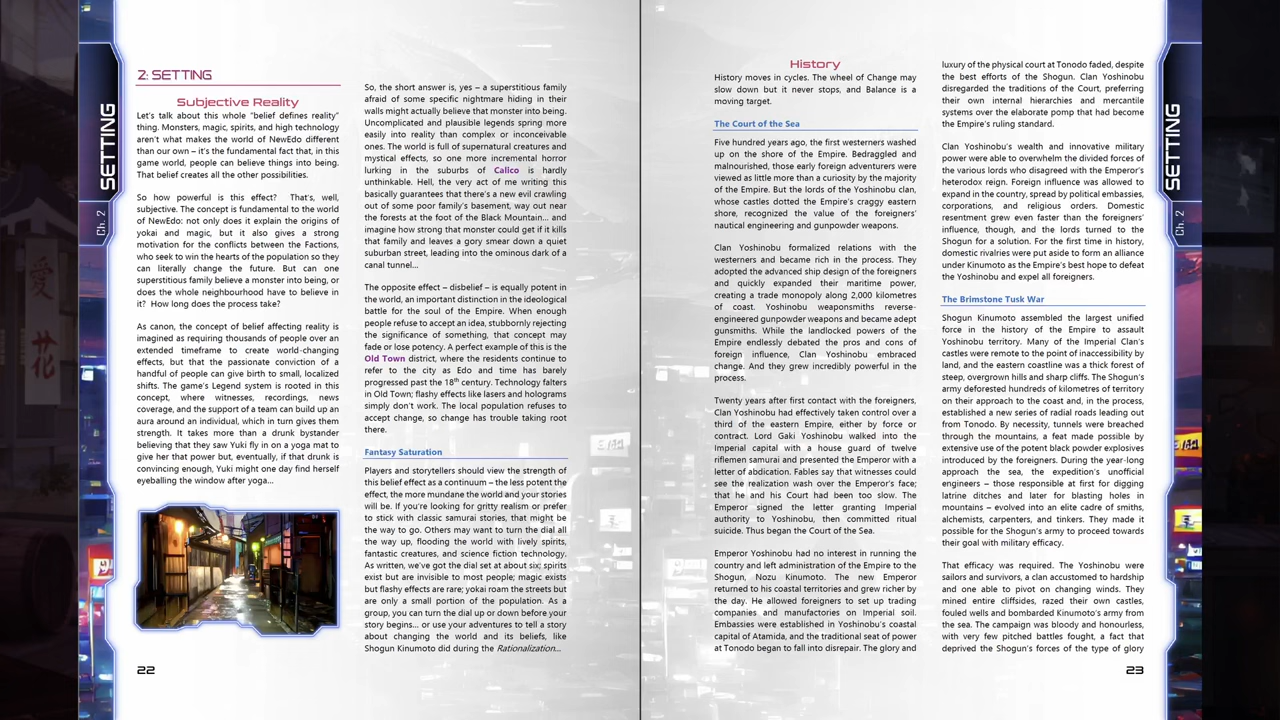 SETTING
Ch. 2
2: SETTING
Subjective Reality
Let's talk about this whole "belief defines reality"
thing. Monsters, magic, spirits, and high technology
aren't what makes the world of NewEdo different
than our own – it's the fundamental fact that, in this
game world, people can believe things into being.
That belief creates all the other possibilities.
So how powerful is this effect? That's, well,
subjective. The concept is fundamental to the world
of NewEdo: not only does it explain the origins of
yokai and magic, but it also gives a strong
motivation for the conflicts between the Factions,
who seek to win the hearts of the population so they
can literally change the future. But can one
superstitious family believe a monster into being, or
does the whole neighbourhood have to believe in
it? How long does the process take?
As canon, the concept of belief affecting reality is
imagined as requiring thousands of people over an
extended timeframe to create world-changing
effects, but that the passionate conviction of a
handful of people can give birth to small, localized
shifts. The game's Legend system is rooted in this
concept, where witnesses, recordings, news
coverage, and the support of a team can build up an
aura around an individual, which in turn gives them
strength. It takes more than a drunk bystander
believing that they saw Yuki fly in on a yoga mat to
give her that power but, eventually, if that drunk is
convincing enough, Yuki might one day find herself
eyeballing the window after yoga...
22
So, the short answer is, yes – a superstitious family
afraid of some specific nightmare hiding in their
walls might actually believe that monster into being.
Uncomplicated and plausible legends spring more
easily into reality than complex or inconceivable
ones. The world is full of supernatural creatures and
mystical effects, so one more incremental horror
lurking in the suburbs of Calico is hardly
unthinkable. Hell, the very act of me writing this
basically guarantees that there's a new evil crawling
out of some poor family's basement, way out near
the forests at the foot of the Black Mountain... and
imagine how strong that monster could get if it kills
that family and leaves a gory smear down a quiet
suburban street, leading into the ominous dark of a
canal tunnel...
The opposite effect – disbelief – is equally potent in
the world, an important distinction in the ideological
battle for the soul of the Empire. When enough
people refuse to accept an idea, stubbornly rejecting
the significance of something, that concept may
fade or lose potency. A perfect example of this is the
Old Town district, where the residents continue to
refer to the city as Edo and time has barely
progressed past the 18th century. Technology falters
in Old Town; flashy effects like lasers and holograms
simply don't work. The local population refuses to
accept change, so change has trouble taking root
there.
Fantasy Saturation
Players and storytellers should view the strength of
this belief effect as a continuum – the less potent the
effect, the more mundane the world and your stories
will be. If you're looking for gritty realism or prefer
to stick with classic samurai stories, that might be
the way to go. Others may want to turn the dial all
the way up, flooding the world with lively spirits,
fantastic creatures, and science fiction technology.
As written, we've got the dial set at about six; spirits
exist but are invisible to most people; magic exists
but flashy effects are rare; yokai roam the streets but
are only a small portion of the population. As a
group, you can turn the dial up or down before your
story begins... or use your adventures to tell a story
about changing the world and its beliefs, like
Shogun Kinumoto did during the Rationalization...
History
History moves in cycles. The wheel of Change may
slow down but it never stops, and Balance is a
moving target.
The Court of the Sea
Five hundred years ago, the first westerners washed
up on the shore of the Empire. Bedraggled and
malnourished, those early foreign adventurers were
viewed as little more than a curiosity by the majority
of the Empire. But the lords of the Yoshinobu clan,
whose castles dotted the Empire's craggy eastern
shore, recognized the value of the foreigners'
nautical engineering and gunpowder weapons.
Clan Yoshinobu formalized relations with the
westerners and became rich in the process. They
adopted the advanced ship design of the foreigners
and quickly expanded their maritime power,
creating a trade monopoly along 2,000 kilometres
of coast. Yoshinobu weaponsmiths reverse-
engineered gunpowder weapons and became adept
gunsmiths. While the landlocked powers of the
Empire endlessly debated the pros and cons of
foreign influence, Clan Yoshinobu embraced
change. And they grew incredibly powerful in the
process.
Twenty years after first contact with the foreigners,
Clan Yoshinobu had effectively taken control over a
third of the eastern Empire, either by force or
contract. Lord Gaki Yoshinobu walked into the
Imperial capital with a house guard of twelve
riflemen samurai and presented the Emperor with a
letter of abdication. Fables say that witnesses could
see the realization wash over the Emperor's face;
that he and his Court had been too slow. The
Emperor signed the letter granting Imperial
authority to Yoshinobu, then committed ritual
suicide. Thus began the Court of the Sea.
Emperor Yoshinobu had no interest in running the
country and left administration of the Empire to the
Shogun, Nozu Kinumoto. The new Emperor
returned to his coastal territories and grew richer by
the day. He allowed foreigners to set up trading
companies and manufactories on Imperial soil.
Embassies were established in Yoshinobu's coastal
capital of Atamida, and the traditional seat of power
at Tonodo began to fall into disrepair. The glory and
luxury of the physical court at Tonodo faded, despite
the best efforts of the Shogun. Clan Yoshinobu
disregarded the traditions of the Court, preferring
their own internal hierarchies and mercantile
systems over the elaborate pomp that had become
the Empire's ruling standard.
Clan Yoshinobu's wealth and innovative military
power were able to overwhelm the divided forces of
the various lords who disagreed with the Emperor's
heterodox reign. Foreign influence was allowed to
expand in the country, spread by political embassies,
corporations, and religious orders. Domestic
resentment grew even faster than the foreigners'
influence, though, and the lords turned to the
Shogun for a solution. For the first time in history,
domestic rivalries were put aside to form an alliance
under Kinumoto as the Empire's best hope to defeat
the Yoshinobu and expel all foreigners.
The Brimstone Tusk War
Shogun Kinumoto assembled the largest unified
force in the history of the Empire to assault
Yoshinobu territory. Many of the Imperial Clan's
castles were remote to the point of inaccessibility by
land, and the eastern coastline was a thick forest of
steep, overgrown hills and sharp cliffs. The Shogun's
army deforested hundreds of kilometres of territory
on their approach to the coast and, in the process,
established a new series of radial roads leading out
from Tonodo. By necessity, tunnels were breached
through the mountains, a feat made possible by
extensive use of the potent black powder explosives
introduced by the foreigners. During the year-long
approach the sea, the expedition's unofficial
engineers – those responsible at first for digging
latrine ditches and later for blasting holes in
mountains – evolved into an elite cadre of smiths,
alchemists, carpenters, and tinkers. They made it
possible for the Shogun's army to proceed towards
their goal with military efficacy.
That efficacy was required. The Yoshinobu were
sailors and survivors, a clan accustomed to hardship
and one able to pivot on changing winds. They
mined entire cliffsides, razed their own castles,
fouled wells and bombarded Kinumoto's army from
the sea. The campaign was bloody and honourless,
with very few pitched battles fought, a fact that
deprived the Shogun's forces of the type of glory
23
SETTING
Ch. 2
愛
花